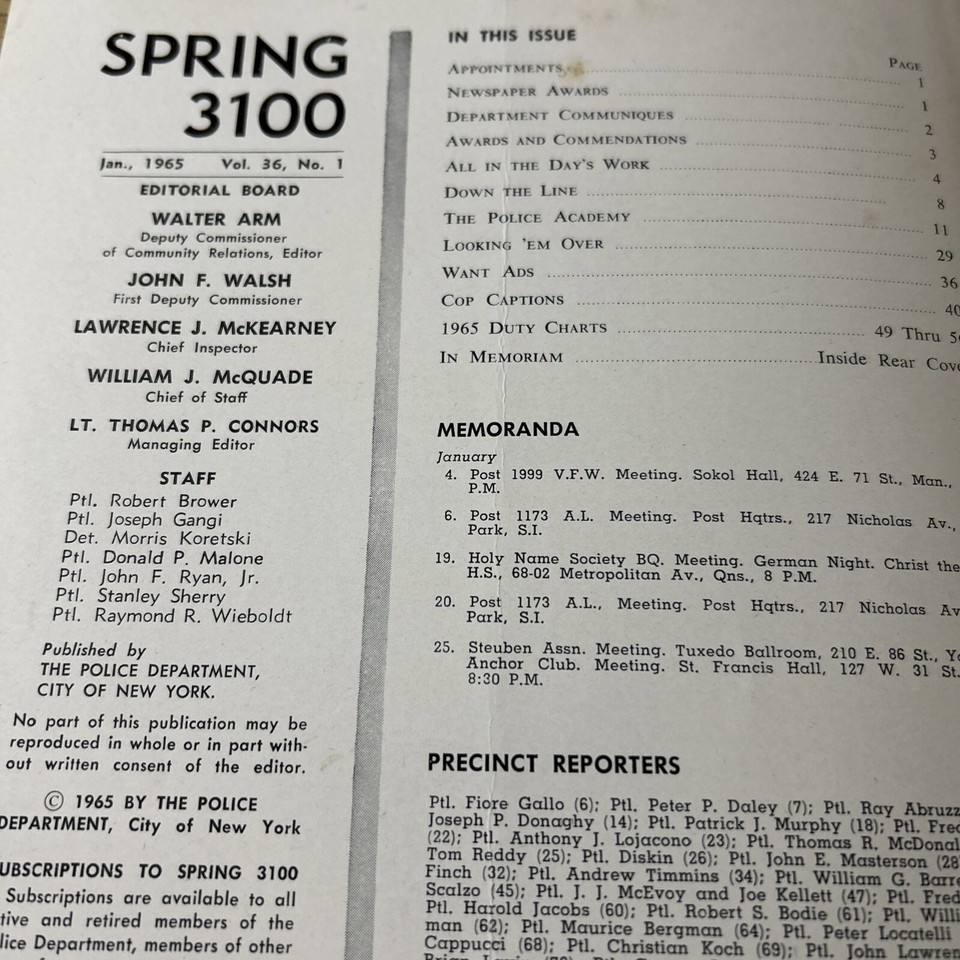 SPRING
3100
Jan., 1965 Vol. 36, No. 1
EDITORIAL BOARD
WALTER ARM
Deputy Commissioner
of Community Relations, Editor
JOHN F. WALSH
First Deputy Commissioner
LAWRENCE J. McKEARNEY
Chief Inspector
WILLIAM J. McQUADE
Chief of Staff
LT. THOMAS P. CONNORS
Managing Editor
STAFF
Ptl. Robert Brower
Ptl. Joseph Gangi
Det. Morris Koretski
Ptl. Donald P. Malone
Ptl. John F. Ryan, Jr.
Ptl. Stanley Sherry
Ptl. Raymond R. Wieboldt
Published by
THE POLICE DEPARTMENT,
CITY OF NEW YORK.
No part of this publication may be
reproduced in whole or in part with-
out written consent of the editor.
© 1965 BY THE POLICE
DEPARTMENT, City of New York
UBSCRIPTIONS TO SPRING 3100
Subscriptions are available to all
tive and retired members of the
lice Department, members of other
IN THIS ISSUE
PAGE
APPOINTMENTS 1
NEWSPAPER AWARDS 1
DEPARTMENT COMMUNIQUES 2
AWARDS AND COMMENDATIONS 3
ALL IN THE DAY'S WORK 4
DOWN THE LINE 8
THE POLICE ACADEMY 11
LOOKING 'EM OVER 29
WANT ADS 36
COP CAPTIONS 40
1965 DUTY CHARTS 49 Thru
IN MEMORIAM Inside Rear Cove
MEMORANDA
January
4. Post 1999 V.F.W. Meeting. Sokol Hall, 424 E. 71 St., Man.,
P.M.
6. Post 1173 A.L. Meeting. Post Hqtrs., 217 Nicholas Av.,
Park, S.I.
19. Holy Name Society BQ. Meeting. German Night. Christ the
H.S., 68-02 Metropolitan Av., Qns., 8 P.M.
20. Post 1173 A.L., Meeting. Post Hqtrs., 217 Nicholas Av
Park, S.I.
25. Steuben Assn. Meeting. Tuxedo Ballroom, 210 E. 86 St., Yo
Anchor Club. Meeting. St. Francis Hall, 127 W. 31 St.
8:30 P.M.
PRECINCT REPORTERS
Ptl. Fiore Gallo (6); Ptl. Peter P. Daley (7); Ptl. Ray Abruzz
Joseph P. Donaghy (14); Ptl. Patrick J. Murphy (18); Ptl. Fred
(22); Ptl. Anthony J. Lojacono (23); Ptl. Thomas R. McDonal
Tom Reddy (25); Ptl. Diskin (26); Ptl. John E. Masterson (28
Finch (32); Ptl. Andrew Timmins (34); Ptl. William G. Barre
Scalzo (45); Ptl. J. J. McEvoy and Joe Kellett (47); Ptl. Fred
Ptl. Harold Jacobs (60); Ptl. Robert S. Bodie (61); Ptl. Willi
man (62); Ptl. Maurice Bergman (64); Ptl. Peter Locatelli
Cappucci (68); Ptl. Christian Koch (69); Ptl. John Lawren